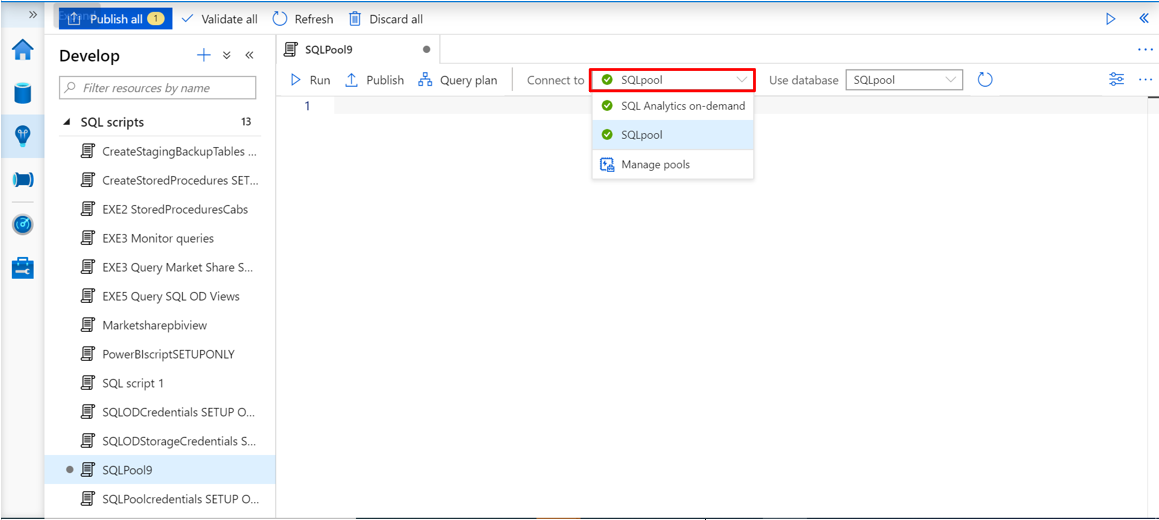 » Publish all 1 Validate all Refresh Discard all «
Develop + «
SQLPool9 ...
Filter resources by name
Run Publish Query plan Connect to SQLpool Use database SQLpool ...
SQL Analytics on-demand
SQLpool
Manage pools
1
SQL scripts 13
CreateStagingBackupTables ...
CreateStoredProcedures SET...
EXE2 StoredProceduresCabs
EXE3 Monitor queries
EXE3 Query Market Share S...
EXE5 Query SQL OD Views
Marketsharepbiview
PowerBIscriptSETUPONLY
SQL script 1
SQLODCredentials SETUP O...
SQLODStorageCredentials S...
SQLPool9
SQLPoolcredentials SETUP O...